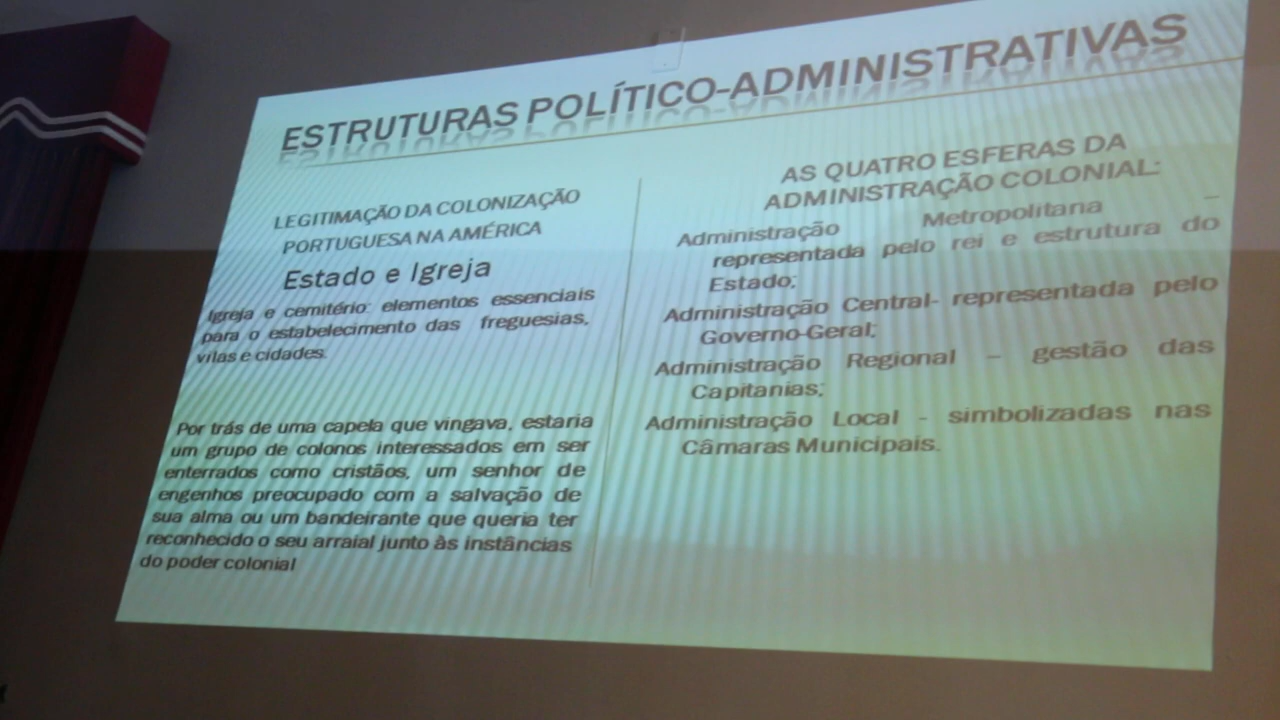 ESTRUTURAS POLÍTICO-ADMINISTRATIVAS
LEGITIMAÇÃO DA COLONIZAÇÃO
PORTUGUESA NA AMÉRICA
Estado e Igreja
Igreja e cemitério: elementos essenciais
para o estabelecimento das freguesias,
vilas e cidades.
Por trás de uma capela que vingava, estaria
um grupo de colonos interessados em ser
enterrados como cristãos, um senhor de
engenhos preocupado com a salvação de
sua alma ou um bandeirante que queria ter
reconhecido o seu arraial junto às instâncias
do poder colonial
AS QUATRO ESFERAS DA
ADMINISTRAÇÃO COLONIAL:
Administração Metropolitana –
representada pelo rei e estrutura do
Estado;
Administração Central- representada pelo
Governo-Geral;
Administração Regional – gestão das
Capitanias;
Administração Local - simbolizadas nas
Câmaras Municipais.